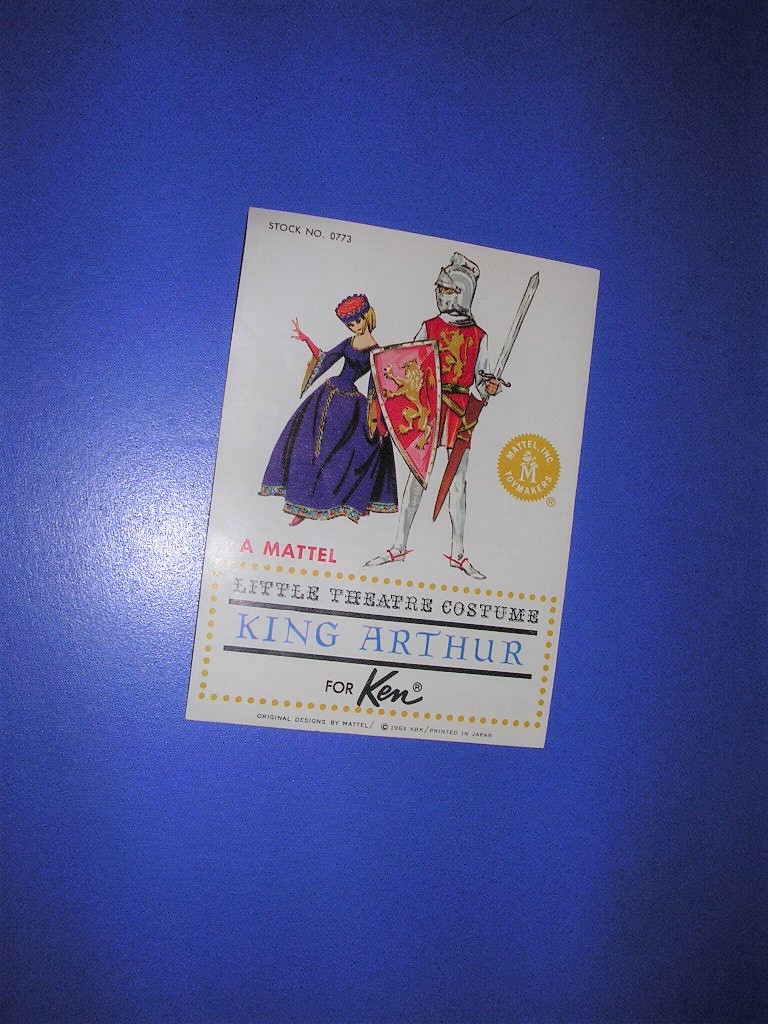 STOCK NO. 0773
MATTEL, INC.
M
TOYMAKERS
®
A MATTEL
LITTLE THEATRE COSTUME
KING ARTHUR
FOR Ken®
ORIGINAL DESIGNS BY MATTEL/ ©1963 KBK/PRINTED IN JAPAN